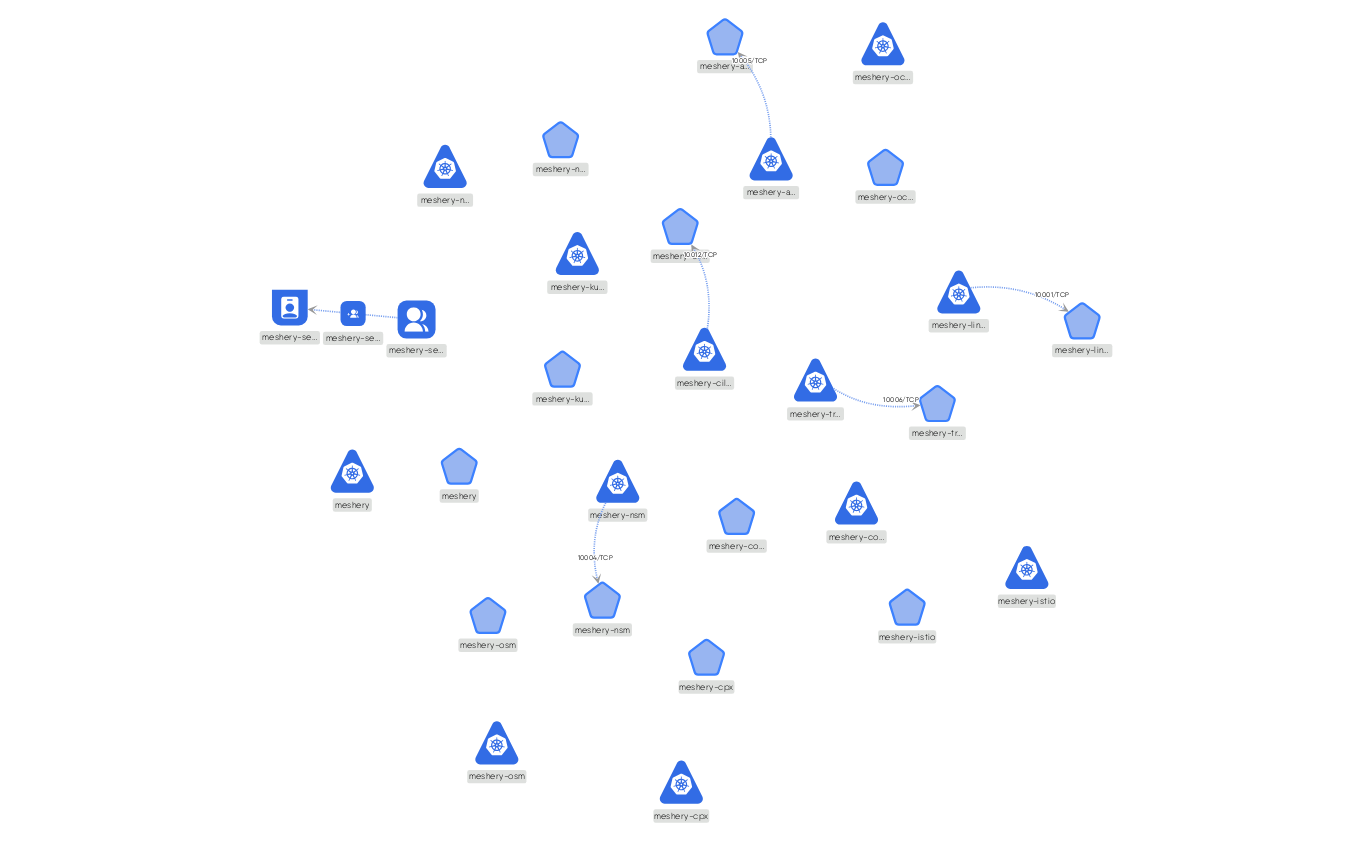 meshery-a...
10005/TCP
meshery-oc...
meshery-n...
meshery-n...
meshery-a...
meshery-oc...
meshery-ku...
10012/TCP
10001/TCP
meshery-se...
meshery-se...
meshery-se...
meshery-lin...
meshery-lin...
meshery-ku...
meshery-cil...
meshery-tr...
10006/TCP
meshery-tr...
meshery
meshery
meshery-nsm
meshery-co...
meshery-co...
10004/TCP
meshery-istio
meshery-osm
meshery-nsm
meshery-istio
meshery-cpx
meshery-osm
meshery-cpx